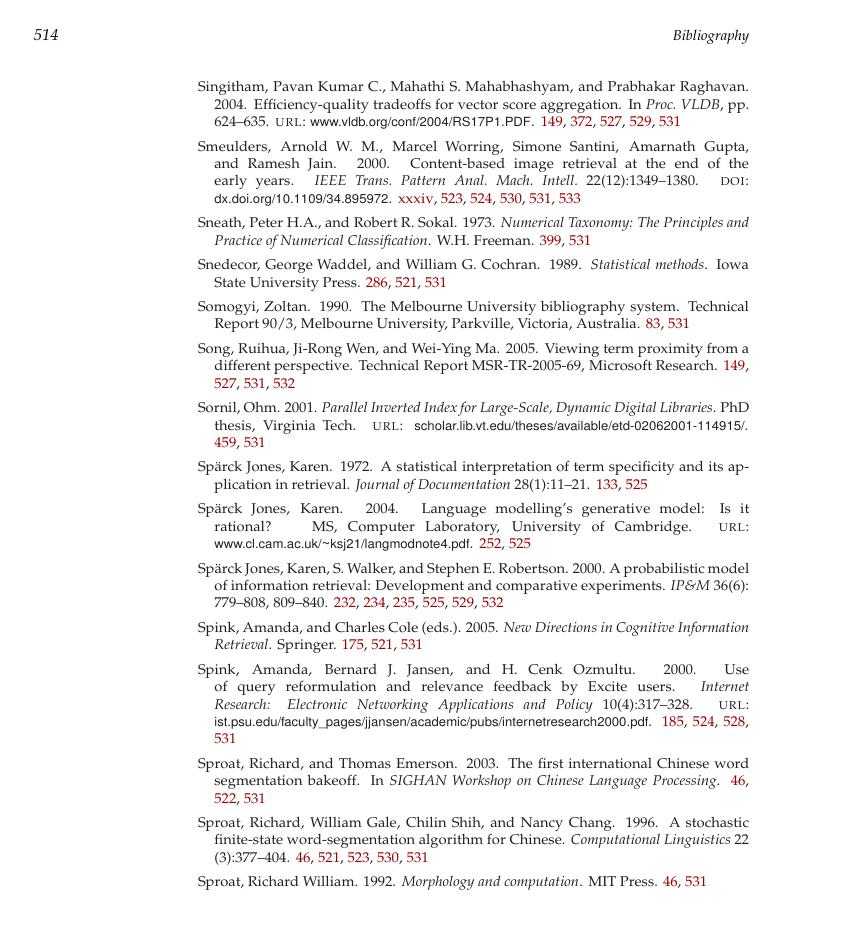 514 Bibliography
Singitham, Pavan Kumar C., Mahathi S. Mahabhashyam, and Prabhakar Raghavan.
2004. Efficiency-quality tradeoffs for vector score aggregation. In Proc. VLDB, pp.
624–635. URL: www.vldb.org/conf/2004/RS17P1.PDF. 149, 372, 527, 529, 531
Smeulders, Arnold W. M., Marcel Worring, Simone Santini, Amarnath Gupta,
and Ramesh Jain. 2000. Content-based image retrieval at the end of the
early years. IEEE Trans. Pattern Anal. Mach. Intell. 22(12):1349–1380. DOI:
dx.doi.org/10.1109/34.895972. xxxiv, 523, 524, 530, 531, 533
Sneath, Peter H.A., and Robert R. Sokal. 1973. Numerical Taxonomy: The Principles and
Practice of Numerical Classification. W.H. Freeman. 399, 531
Snedecor, George Waddel, and William G. Cochran. 1989. Statistical methods. Iowa
State University Press. 286, 521, 531
Somogyi, Zoltan. 1990. The Melbourne University bibliography system. Technical
Report 90/3, Melbourne University, Parkville, Victoria, Australia. 83, 531
Song, Ruihua, Ji-Rong Wen, and Wei-Ying Ma. 2005. Viewing term proximity from a
different perspective. Technical Report MSR-TR-2005-69, Microsoft Research. 149,
527, 531, 532
Sornil, Ohm. 2001. Parallel Inverted Index for Large-Scale, Dynamic Digital Libraries. PhD
thesis, Virginia Tech. URL: scholar.lib.vt.edu/theses/available/etd-02062001-114915/.
459, 531
Spärck Jones, Karen. 1972. A statistical interpretation of term specificity and its ap-
plication in retrieval. Journal of Documentation 28(1):11–21. 133, 525
Spärck Jones, Karen. 2004. Language modelling's generative model: Is it
rational? MS, Computer Laboratory, University of Cambridge. URL:
www.cl.cam.ac.uk/~ksj21/langmodnote4.pdf. 252, 525
Spärck Jones, Karen, S. Walker, and Stephen E. Robertson. 2000. A probabilistic model
of information retrieval: Development and comparative experiments. IP&M 36(6):
779–808, 809–840. 232, 234, 235, 525, 529, 532
Spink, Amanda, and Charles Cole (eds.). 2005. New Directions in Cognitive Information
Retrieval. Springer. 175, 521, 531
Spink, Amanda, Bernard J. Jansen, and H. Cenk Ozmultu. 2000. Use
of query reformulation and relevance feedback by Excite users. Internet
Research: Electronic Networking Applications and Policy 10(4):317–328. URL:
ist.psu.edu/faculty_pages/jjansen/academic/pubs/internetresearch2000.pdf. 185, 524, 528,
531
Sproat, Richard, and Thomas Emerson. 2003. The first international Chinese word
segmentation bakeoff. In SIGHAN Workshop on Chinese Language Processing. 46,
522, 531
Sproat, Richard, William Gale, Chilin Shih, and Nancy Chang. 1996. A stochastic
finite-state word-segmentation algorithm for Chinese. Computational Linguistics 22
(3):377–404. 46, 521, 523, 530, 531
Sproat, Richard William. 1992. Morphology and computation. MIT Press. 46, 531